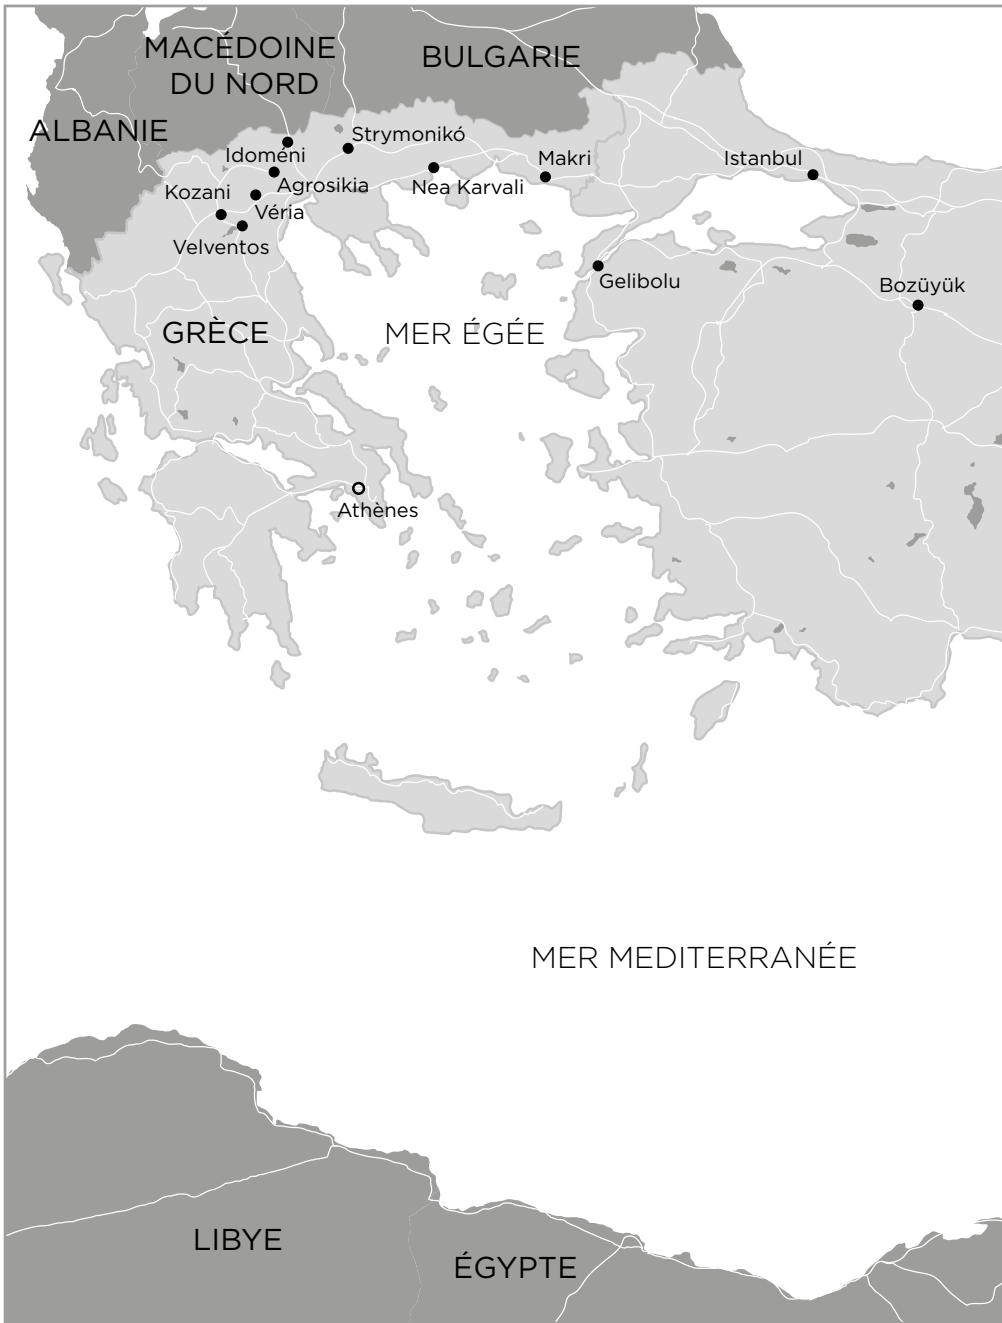 MACÉDOINE
DU NORD
BULGARIE
ALBANIE
Strymonikó
Idoméni
Makri
Istanbul
Agrosikia
Nea Karvali
Kozani
Véria
Velventos
Gelibolu
Bozüyük
GRÈCE
MER ÉGÉE
Athènes
MER MEDITERRANÉE
LIBYE
ÉGYPTE